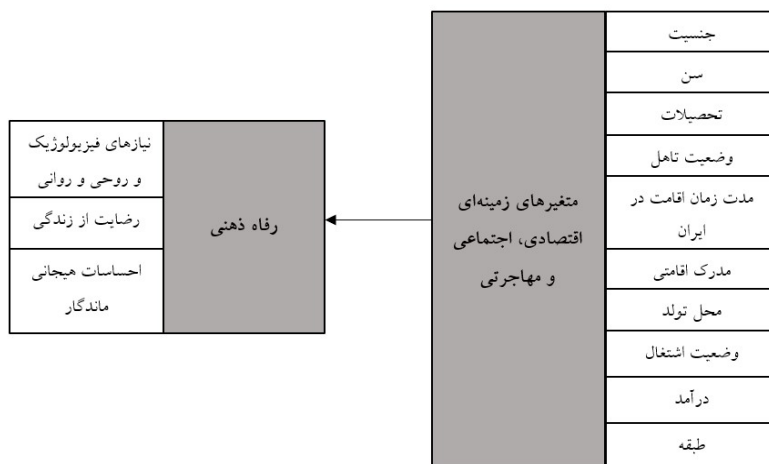 جنسیت
سن
تحصیلات
وضعیت تاهل
مدت زمان اقامت در
ایران
مدرک اقامتی
محل تولد
وضعیت اشتغال
درآمد
طبقه
متغیرهای زمینه‌ای
اقتصادی، اجتماعی
و مهاجرتی
رفاه ذهنی
نیازهای فیزیولوژیک
و روحی و روانی
رضایت از زندگی
احساسات هیجانی
ماندگار